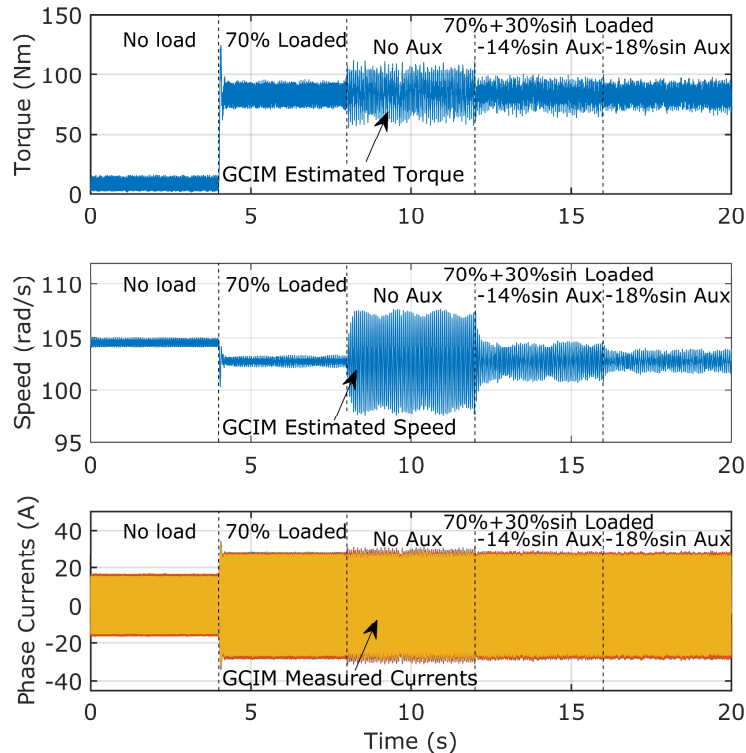 150
100
50
0
Torque (Nm)
No load
70% Loaded
70%+30%sin Loaded
No Aux
-14%sin Aux
-18%sin Aux
GCIM Estimated Torque
0
5
10
15
20
110
105
100
95
Speed (rad/s)
No load
70% Loaded
70%+30%sin Loaded
No Aux
-14%sin Aux
-18%sin Aux
GCIM Estimated Speed
0
5
10
15
20
40
20
0
-20
-40
Phase Currents (A)
No load
70% Loaded
70%+30%sin Loaded
No Aux
-14%sin Aux
-18%sin Aux
GCIM Measured Currents
0
5
10
15
20
Time (s)